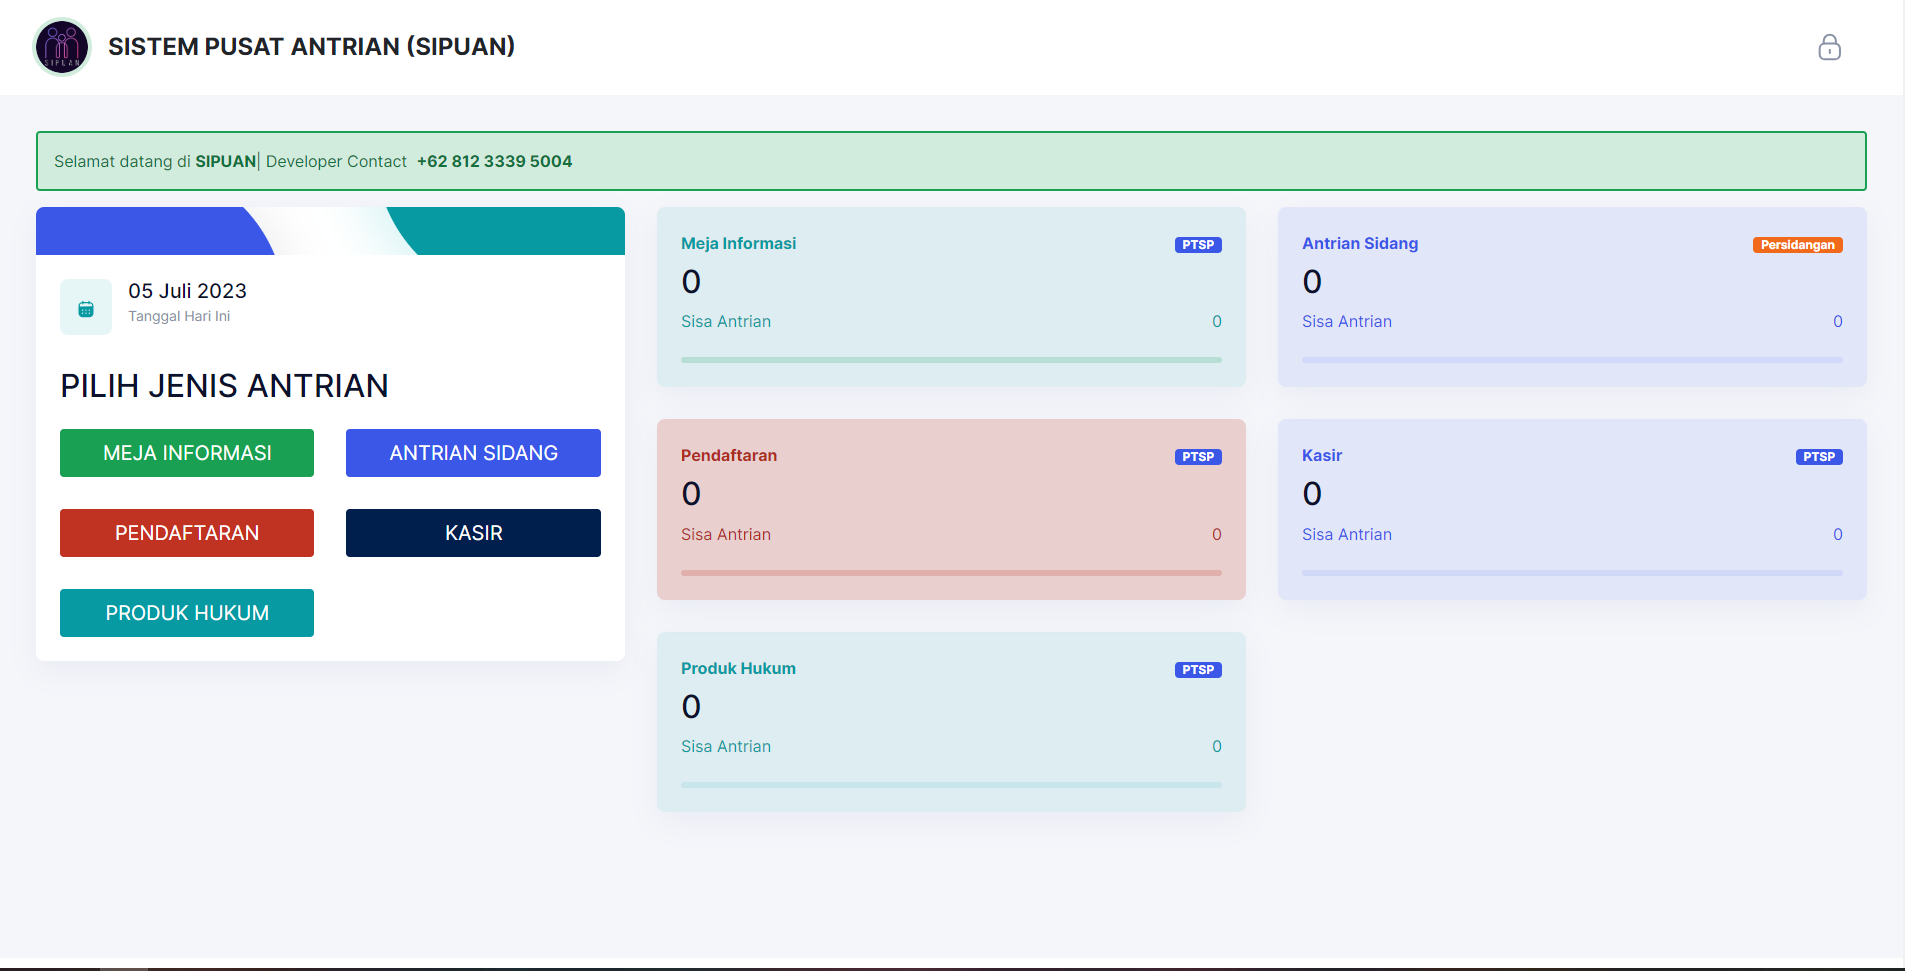 SIPUAN
SISTEM PUSAT ANTRIAN (SIPUAN)
Selamat datang di SIPUAN| Developer Contact +62 812 3339 5004
05 Juli 2023
Tanggal Hari Ini
PILIH JENIS ANTRIAN
MEJA INFORMASI
ANTRIAN SIDANG
PENDAFTARAN
KASIR
PRODUK HUKUM
Meja Informasi
PTSP
0
Sisa Antrian
0
Antrian Sidang
Persidangan
0
Sisa Antrian
0
Pendaftaran
PTSP
0
Sisa Antrian
0
Kasir
PTSP
0
Sisa Antrian
0
Produk Hukum
PTSP
0
Sisa Antrian
0